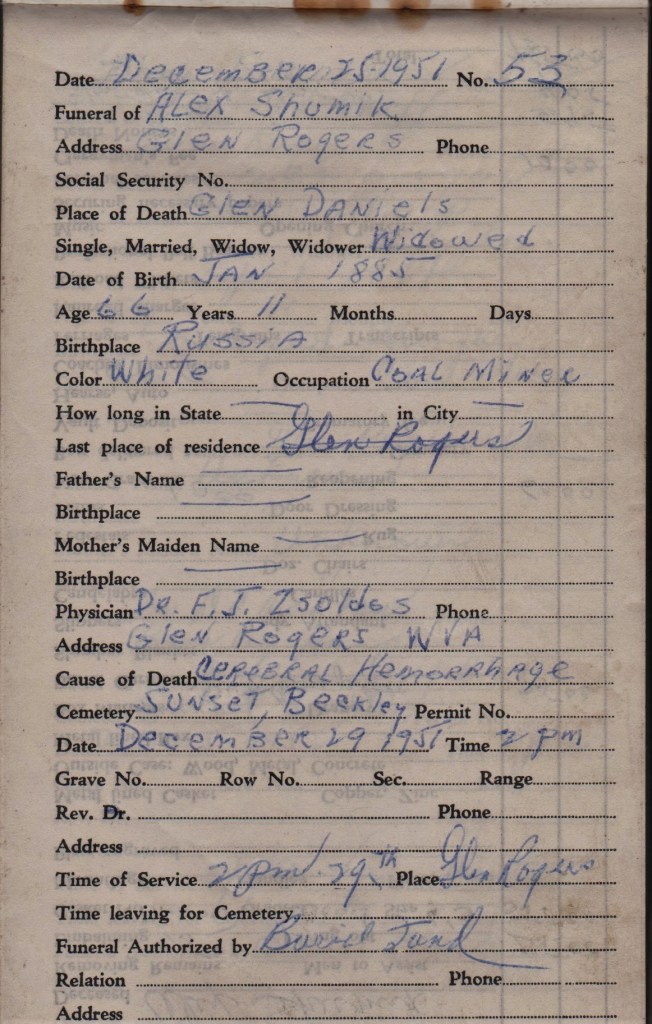 Date December 25-1951 No. 53
Funeral of Alex Shumik
Address Glen Rogers Phone
Social Security No.
Place of Death Glen Daniels
Single, Married, Widow, Widower Widowed
Date of Birth JAN 1885
Age 66 Years 11 Months Days
Birthplace Russia
Color White Occupation Coal Miner
How long in State — in City —
Last place of residence Glen Rogers
Father's Name —
Birthplace —
Mother's Maiden Name —
Birthplace —
Physician Dr. F. J. Zsoldos Phone
Address Glen Rogers WVA
Cause of Death Cerebral Hemorrhage
Cemetery Sunset, Beckley Permit No.
Date December 29 1951 Time 2 pm
Grave No. Row No. Sec. Range
Rev. Dr. Phone
Address
Time of Service 2 pm 29th Place Glen Rogers
Time leaving for Cemetery
Funeral Authorized by
Relation Phone
Address